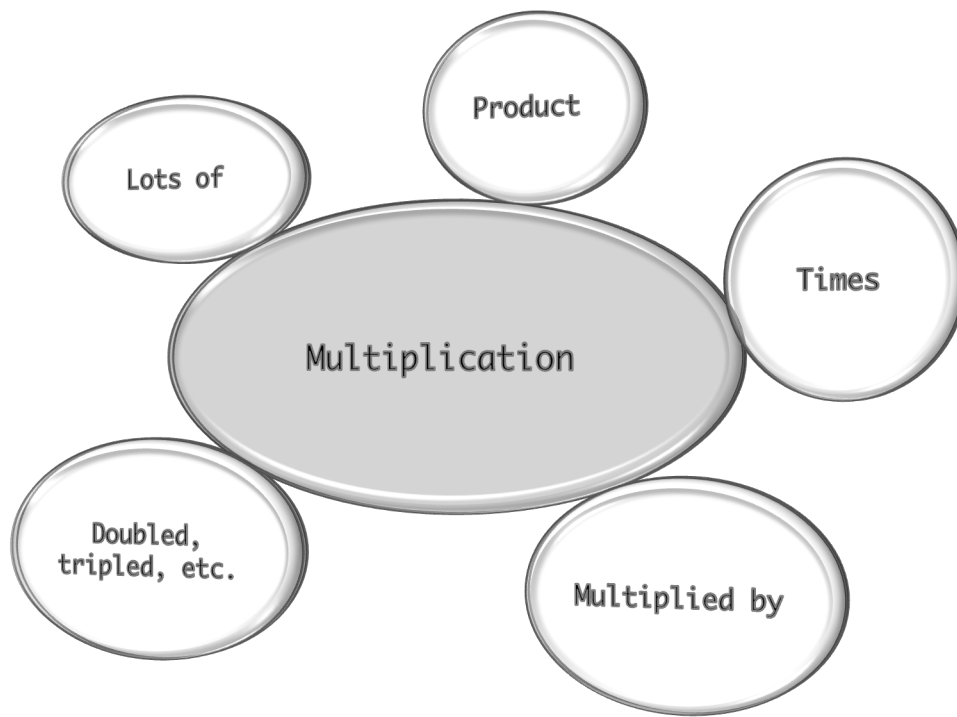 Product
Lots of
Times
Multiplication
Doubled,
tripled, etc.
Multiplied by